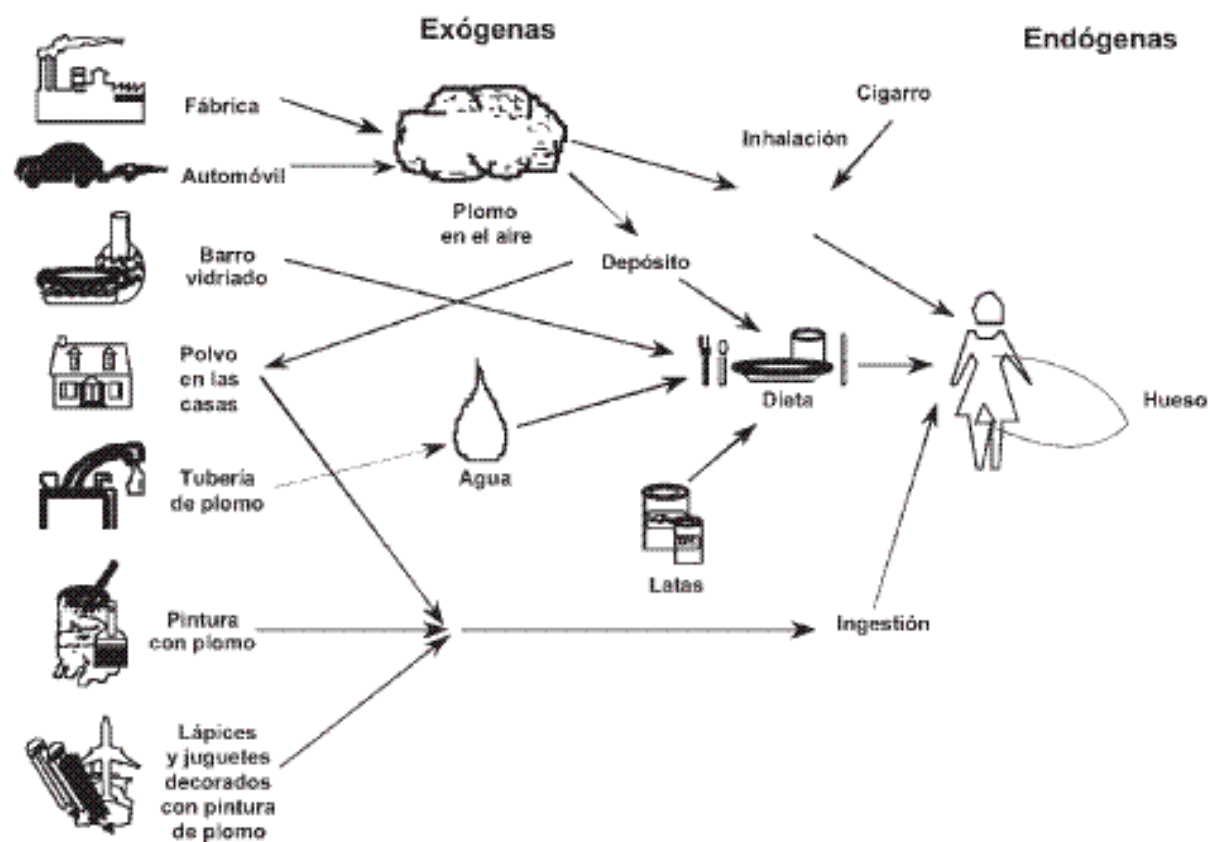 Exógenas
Endógenas
Fábrica
Cigarro
Inhalación
Automóvil
Plomo
en el aire
Barro
vidriado
Depósito
Polvo
en las
casas
Dieta
Hueso
Tubería
de plomo
Agua
Latas
Pintura
con plomo
Ingestión
Lápices
y juguetes
decorados
con pintura
de plomo